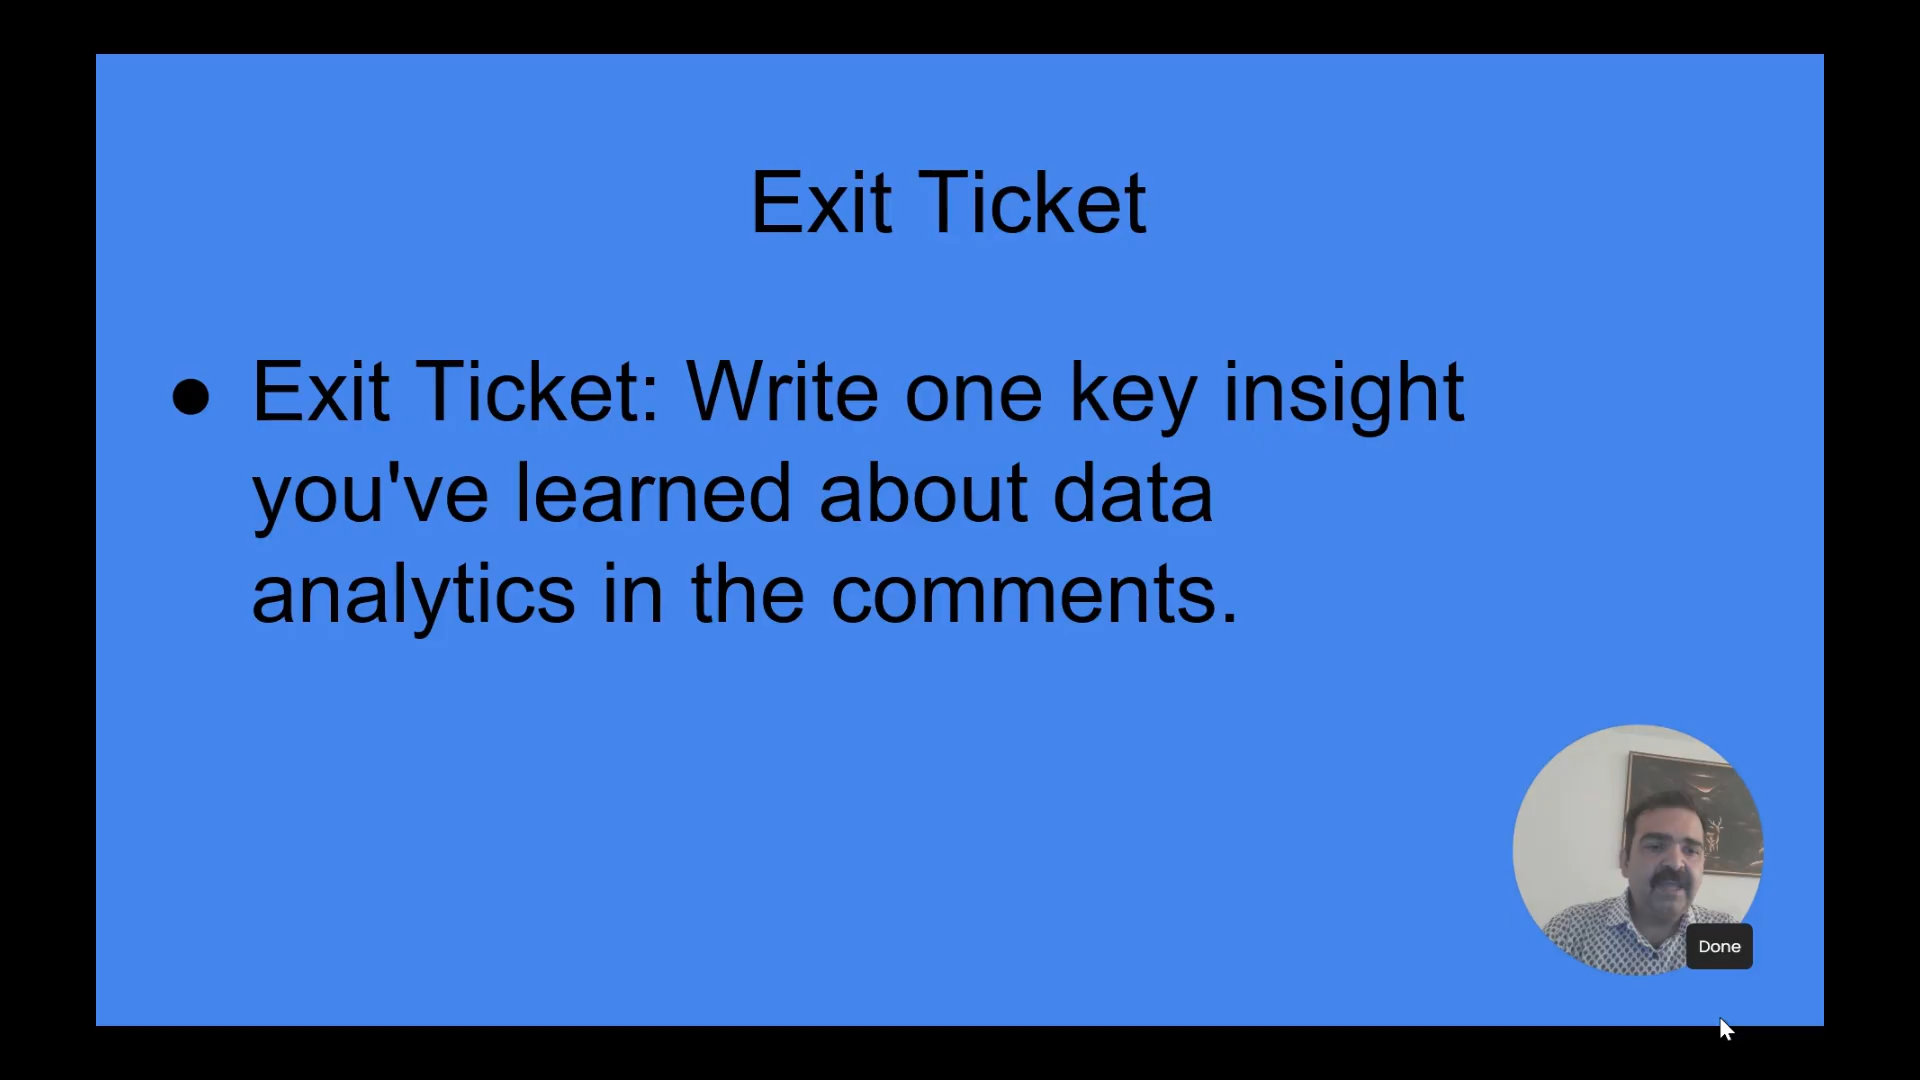 Exit Ticket
● Exit Ticket: Write one key insight
you've learned about data
analytics in the comments.
Done